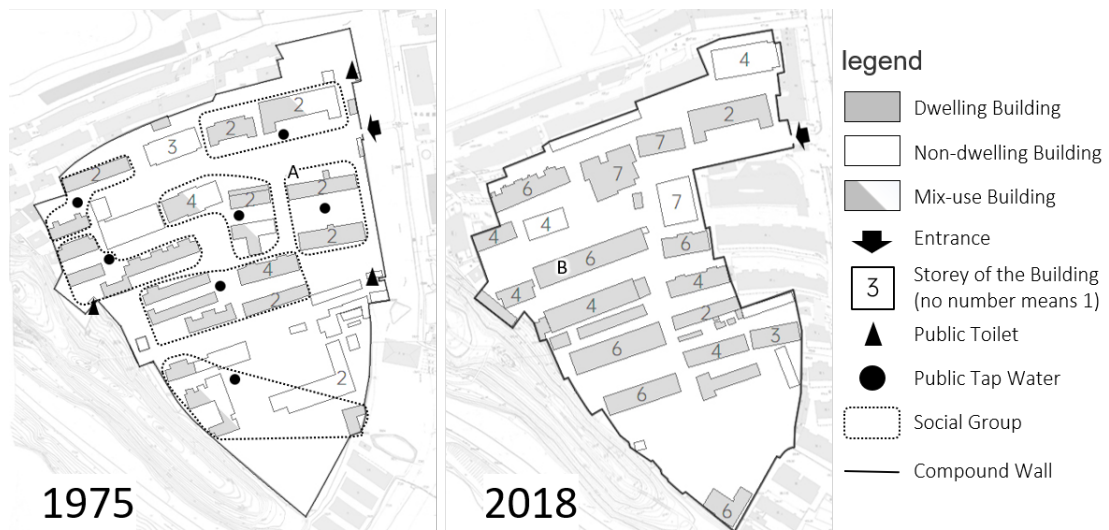 2
2
3
A
2
2
4
2
2
4
2
2
1975
4
2
7
7
6
7
4
4
6
B
6
4
4
4
2
3
6
4
6
6
2018
legend
Dwelling Building
Non-dwelling Building
Mix-use Building
Entrance
3
Storey of the Building
(no number means 1)
Public Toilet
Public Tap Water
Social Group
Compound Wall